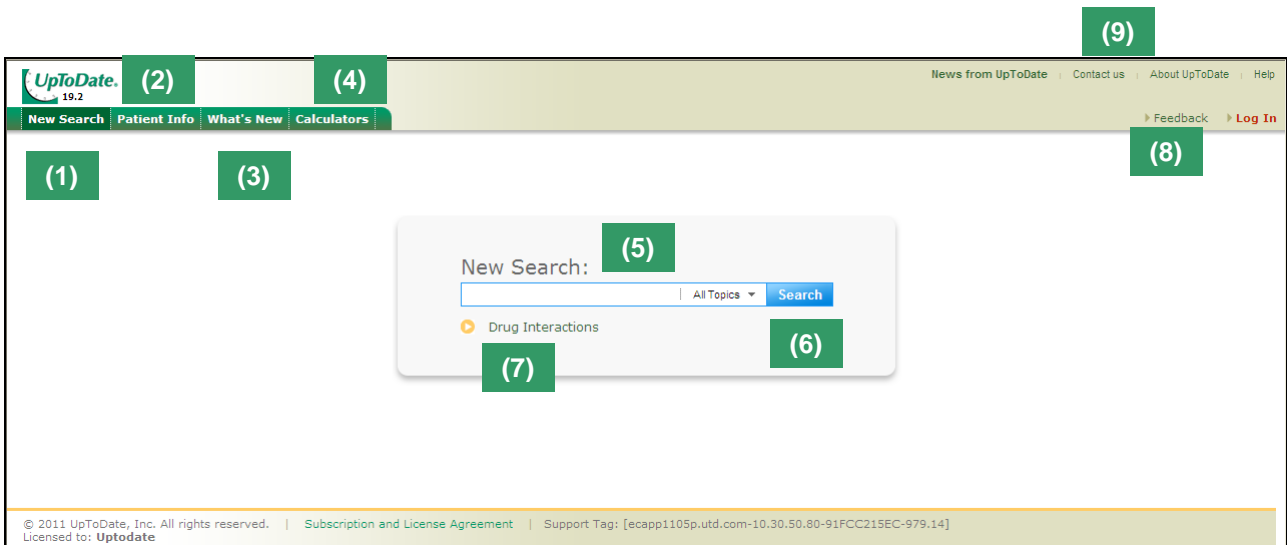 (9)
UpToDate.
19.2
(2)
(4)
News from UpToDate | Contact us | About UpToDate | Help
New Search Patient Info What's New Calculators
Feedback Log In
(1)
(3)
(8)
(5)
New Search:
All Topics Search
Drug Interactions
(6)
(7)
© 2011 UpToDate, Inc. All rights reserved. | Subscription and License Agreement | Support Tag: [ecapp1105p.utd.com-10.30.50.80-91FCC215EC-979.14]
Licensed to: Uptodate